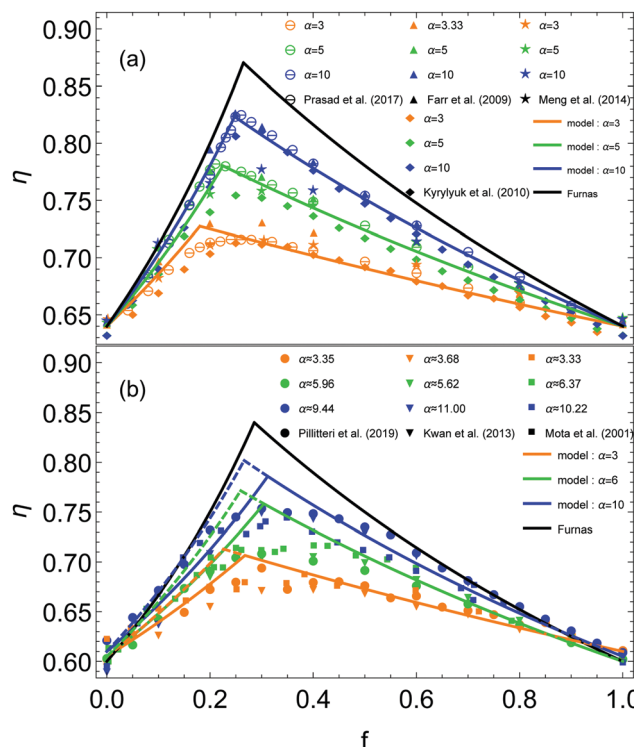 (a)
η
0.90
0.85
0.80
0.75
0.70
0.65
α=3
α=3.33
α=3
α=5
α=5
α=5
α=10
α=10
α=10
Prasad et al. (2017)
Farr et al. (2009)
Meng et al. (2014)
α=3
model : α=3
α=5
model : α=5
α=10
model : α=10
Kyrylyuk et al. (2010)
Furnas
(b)
η
0.90
0.85
0.80
0.75
0.70
0.65
0.60
α≈3.35
α≈3.68
α≈3.33
α≈5.96
α≈5.62
α≈6.37
α≈9.44
α≈11.00
α≈10.22
Pillitteri et al. (2019)
Kwan et al. (2013)
Mota et al. (2001)
model : α=3
model : α=6
model : α=10
Furnas
0.0 0.2 0.4 0.6 0.8 1.0
f